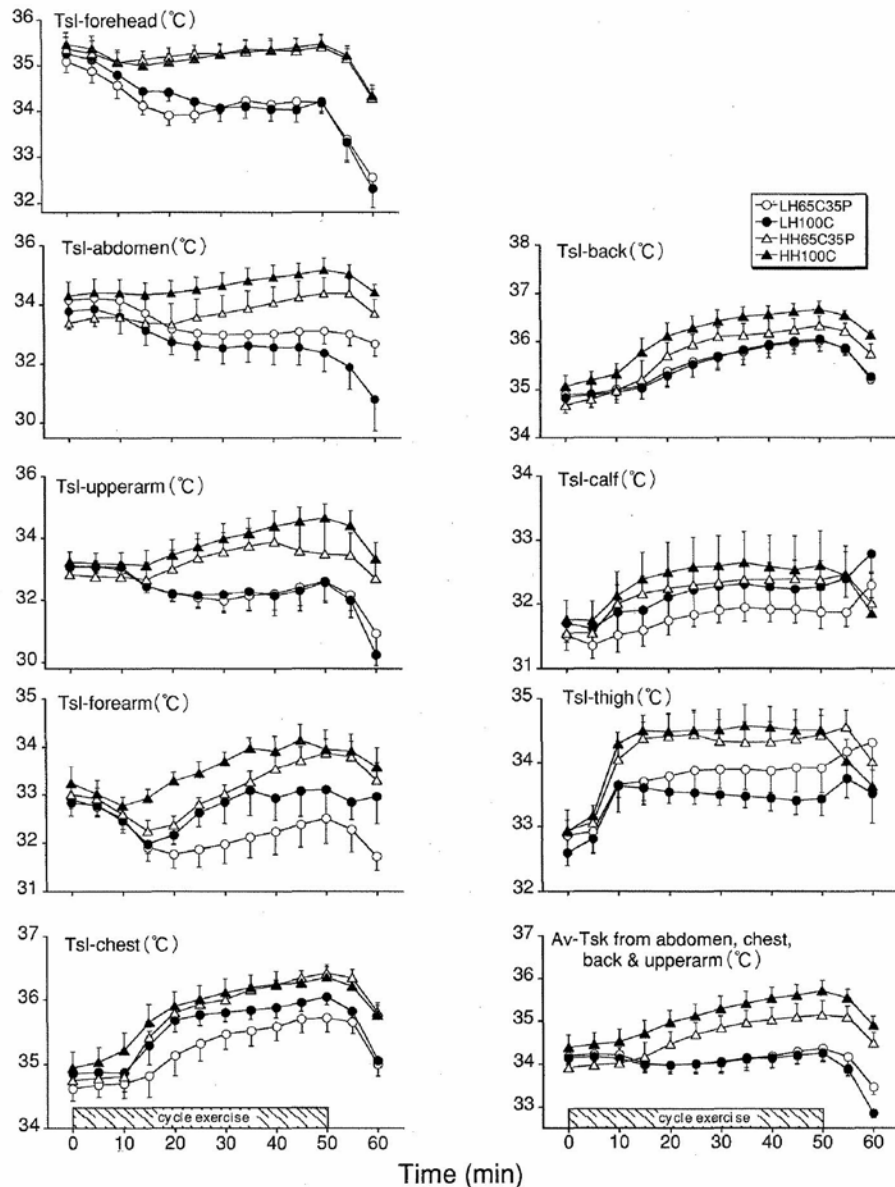 Tsl-forehead (℃)
36
35
34
33
32
LH65C35P
LH100C
HH65C35P
HH100C
Tsl-abdomen (℃)
36
34
32
30
Tsl-back (℃)
38
37
36
35
34
Tsl-upperarm (℃)
36
34
32
30
Tsl-calf (℃)
34
33
32
31
Tsl-forearm (℃)
35
34
33
32
31
Tsl-thigh (℃)
35
34
33
32
Tsl-chest (℃)
37
36
35
34
cycle exercise
0 10 20 30 40 50 60
Av-Tsk from abdomen, chest,
back & upperarm (℃)
37
36
35
34
33
cycle exercise
0 10 20 30 40 50 60
Time (min)